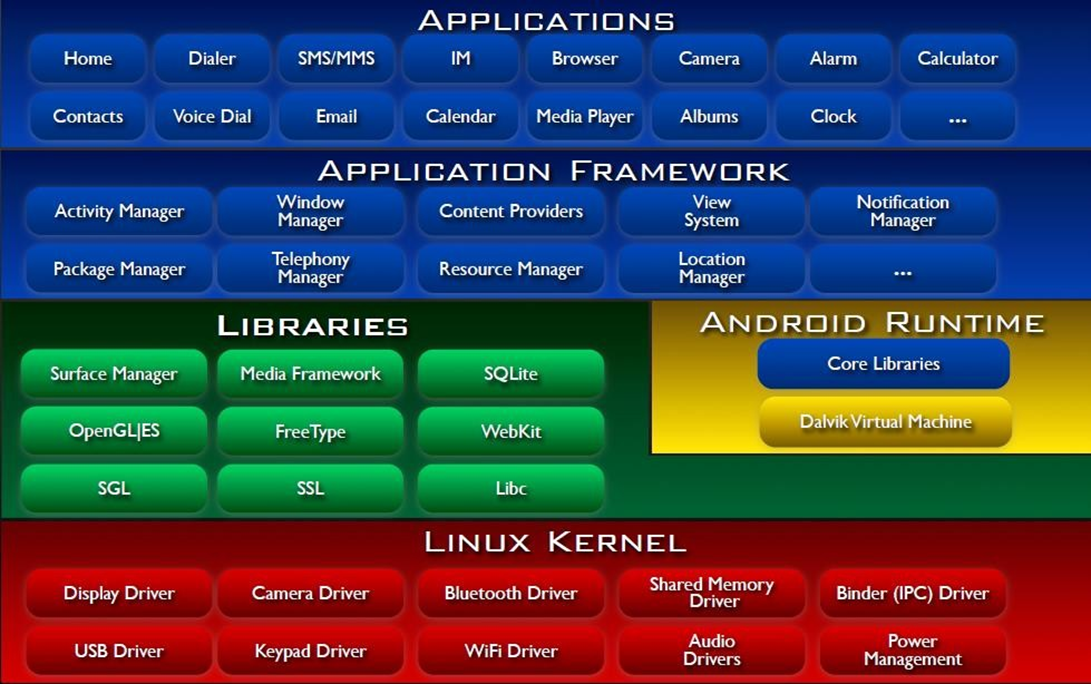 APPLICATIONS
Home Dialer SMS/MMS IM Browser Camera Alarm Calculator
Contacts Voice Dial Email Calendar Media Player Albums Clock ...
APPLICATION FRAMEWORK
Activity Manager
Window
Manager
Content Providers
View
System
Notification
Manager
Package Manager
Telephony
Manager
Resource Manager
Location
Manager
...
LIBRARIES
Surface Manager Media Framework SQLite
OpenGL|ES FreeType WebKit
SGL SSL Libc
ANDROID RUNTIME
Core Libraries
Dalvik Virtual Machine
LINUX KERNEL
Display Driver
Camera Driver
Bluetooth Driver
Shared Memory
Driver
Binder (IPC) Driver
USB Driver
Keypad Driver
WiFi Driver
Audio
Drivers
Power
Management